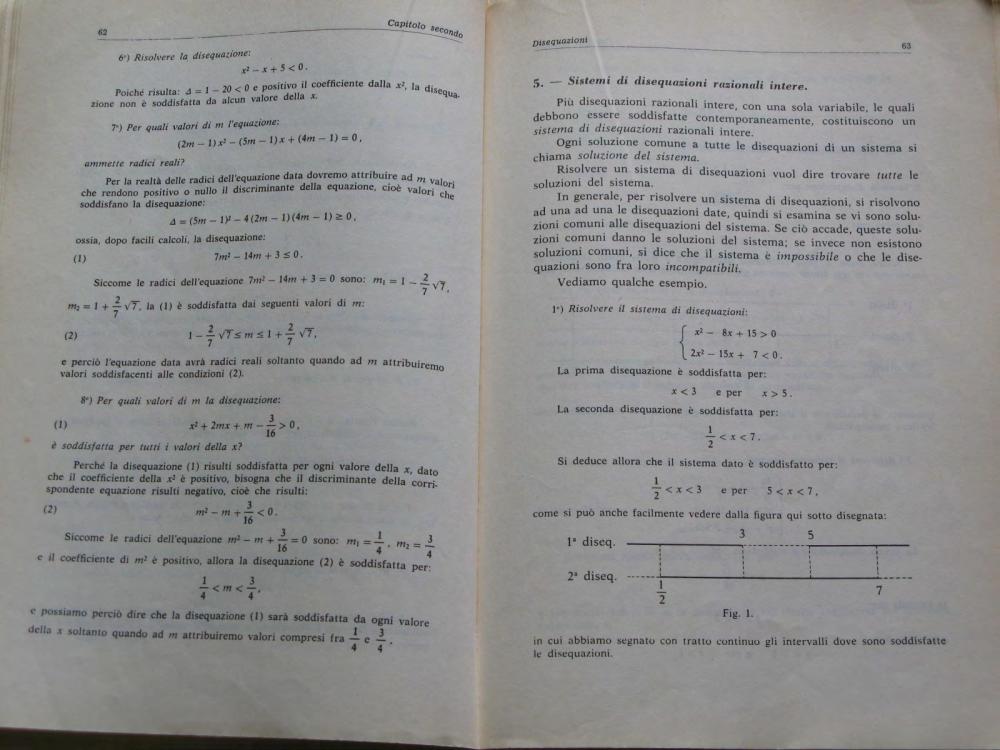 62
Capitolo secondo
6°) Risolvere la disequazione:
x² – x + 5 < 0.
Poiché risulta: Δ = 1 – 20 < 0 e positivo il coefficiente dalla x², la disequa-
zione non è soddisfatta da alcun valore della x.
7°) Per quali valori di m l'equazione:
(2m – 1) x² – (5m – 1) x + (4m – 1) = 0,
ammette radici reali?
Per la realtà delle radici dell'equazione data dovremo attribuire ad m valori
che rendono positivo o nullo il discriminante della equazione, cioè valori che
soddisfano la disequazione:
Δ = (5m – 1)² – 4 (2m – 1) (4m – 1) ≥ 0,
ossia, dopo facili calcoli, la disequazione:
(1) 7m² – 14m + 3 ≤ 0.
Siccome le radici dell'equazione 7m² – 14m + 3 = 0 sono: m₁ = 1 – 2/7 √7,
m₂ = 1 + 2/7 √7, la (1) è soddisfatta dai seguenti valori di m:
(2) 1 – 2/7 √7 ≤ m ≤ 1 + 2/7 √7,
e perciò l'equazione data avrà radici reali soltanto quando ad m attribuiremo
valori soddisfacenti alle condizioni (2).
8°) Per quali valori di m la disequazione:
(1) x² + 2mx + m – 3/16 > 0,
è soddisfatta per tutti i valori della x?
Perché la disequazione (1) risulti soddisfatta per ogni valore della x, dato
che il coefficiente della x² è positivo, bisogna che il discriminante della corri-
spondente equazione risulti negativo, cioè che risulti:
(2) m² – m + 3/16 < 0.
Siccome le radici dell'equazione m² – m + 3/16 = 0 sono: m₁ = 1/4, m₂ = 3/4
e il coefficiente di m² è positivo, allora la disequazione (2) è soddisfatta per:
1/4 < m < 3/4,
e possiamo perciò dire che la disequazione (1) sarà soddisfatta da ogni valore
della x soltanto quando ad m attribuiremo valori compresi fra 1/4 e 3/4.
Disequazioni
63
5. — Sistemi di disequazioni razionali intere.
Più disequazioni razionali intere, con una sola variabile, le quali
debbono essere soddisfatte contemporaneamente, costituiscono un
sistema di disequazioni razionali intere.
Ogni soluzione comune a tutte le disequazioni di un sistema si
chiama soluzione del sistema.
Risolvere un sistema di disequazioni vuol dire trovare tutte le
soluzioni del sistema.
In generale, per risolvere un sistema di disequazioni, si risolvono
ad una ad una le disequazioni date, quindi si esamina se vi sono solu-
zioni comuni alle disequazioni del sistema. Se ciò accade, queste solu-
zioni comuni danno le soluzioni del sistema; se invece non esistono
soluzioni comuni, si dice che il sistema è impossibile o che le dise-
quazioni sono fra loro incompatibili.
Vediamo qualche esempio.
1°) Risolvere il sistema di disequazioni:
x² – 8x + 15 > 0
2x² – 15x + 7 < 0.
La prima disequazione è soddisfatta per:
x < 3 e per x > 5.
La seconda disequazione è soddisfatta per:
1/2 < x < 7.
Si deduce allora che il sistema dato è soddisfatto per:
1/2 < x < 3 e per 5 < x < 7,
come si può anche facilmente vedere dalla figura qui sotto disegnata:
1ª diseq. 3 5
2ª diseq. 1/2 7
Fig. 1.
in cui abbiamo segnato con tratto continuo gli intervalli dove sono soddisfatte
le disequazioni.